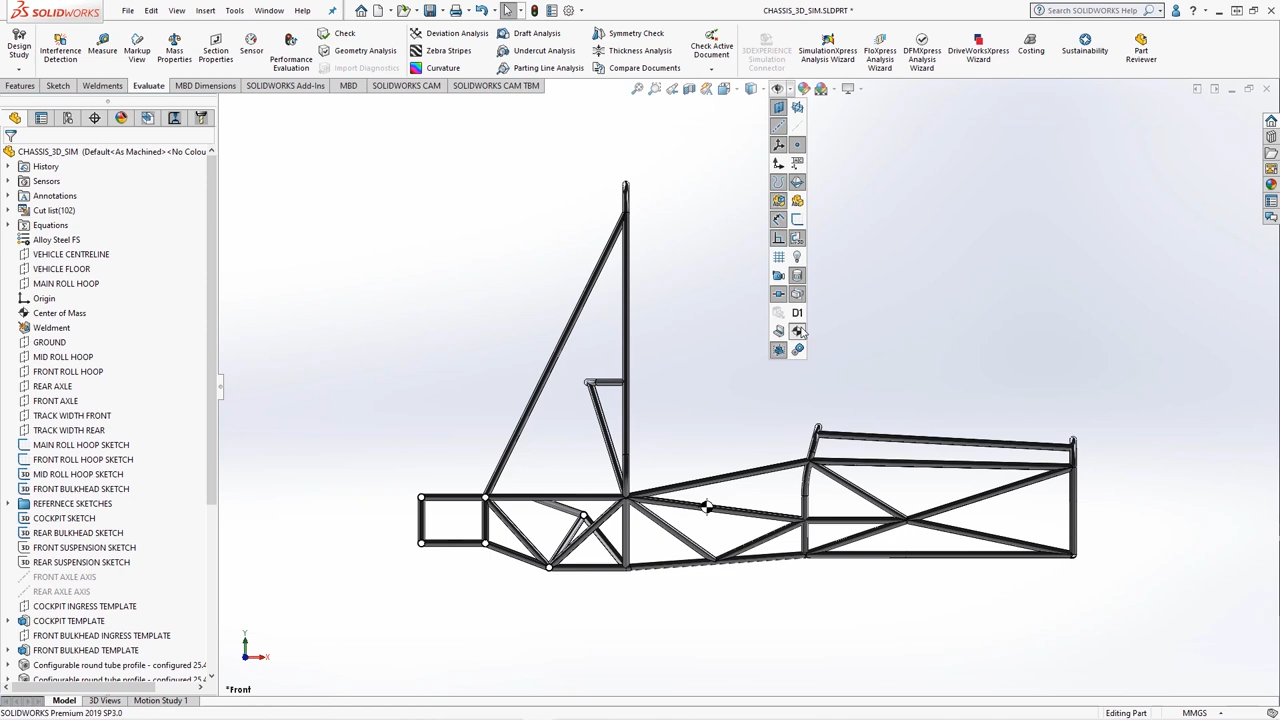 SOLIDWORKS File Edit View Insert Tools Window Help CHASSIS_3D_SIM.SLDPRT * Search SOLIDWORKS Help
Design Study
Interference Detection
Measure
Markup View
Mass Properties
Section Properties
Sensor
Performance Evaluation
Check
Geometry Analysis
Import Diagnostics
Deviation Analysis
Zebra Stripes
Curvature
Draft Analysis
Undercut Analysis
Parting Line Analysis
Symmetry Check
Thickness Analysis
Compare Documents
Check Active Document
3DEXPERIENCE Simulation Connector
SimulationXpress Analysis Wizard
FloXpress Analysis Wizard
DFMXpress Analysis Wizard
DriveWorksXpress Wizard
Costing
Sustainability
Part Reviewer
Features Sketch Weldments Evaluate MBD Dimensions SOLIDWORKS Add-Ins MBD SOLIDWORKS CAM SOLIDWORKS CAM TBM
CHASSIS_3D_SIM (Default<As Machined><No Colou
History
Sensors
Annotations
Cut list(102)
Equations
Alloy Steel FS
VEHICLE CENTRELINE
VEHICLE FLOOR
MAIN ROLL HOOP
Origin
Center of Mass
Weldment
GROUND
MID ROLL HOOP
FRONT ROLL HOOP
REAR AXLE
FRONT AXLE
TRACK WIDTH FRONT
TRACK WIDTH REAR
MAIN ROLL HOOP SKETCH
FRONT ROLL HOOP SKETCH
MID ROLL HOOP SKETCH
FRONT BULKHEAD SKETCH
REFERNECE SKETCHES
COCKPIT SKETCH
REAR BULKHEAD SKETCH
FRONT SUSPENSION SKETCH
REAR SUSPENSION SKETCH
FRONT AXLE AXIS
REAR AXLE AXIS
COCKPIT INGRESS TEMPLATE
COCKPIT TEMPLATE
FRONT BULKHEAD INGRESS TEMPLATE
FRONT BULKHEAD TEMPLATE
Configurable round tube profile - configured 25.4
Configurable round tube profile - configured 25.4
D1
Y
X
*Front
Model 3D Views Motion Study 1
SOLIDWORKS Premium 2019 SP3.0 Editing Part MMGS